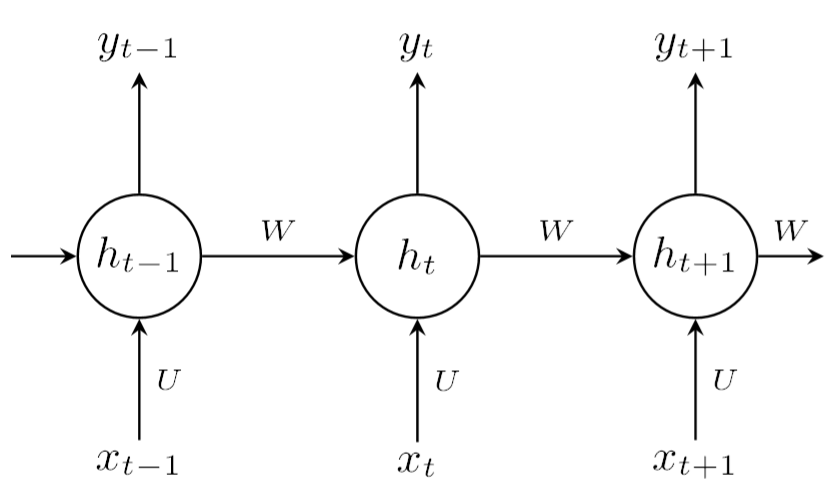 y_{t-1} y_t y_{t+1}
W W W
h_{t-1} h_t h_{t+1}
U U U
x_{t-1} x_t x_{t+1}